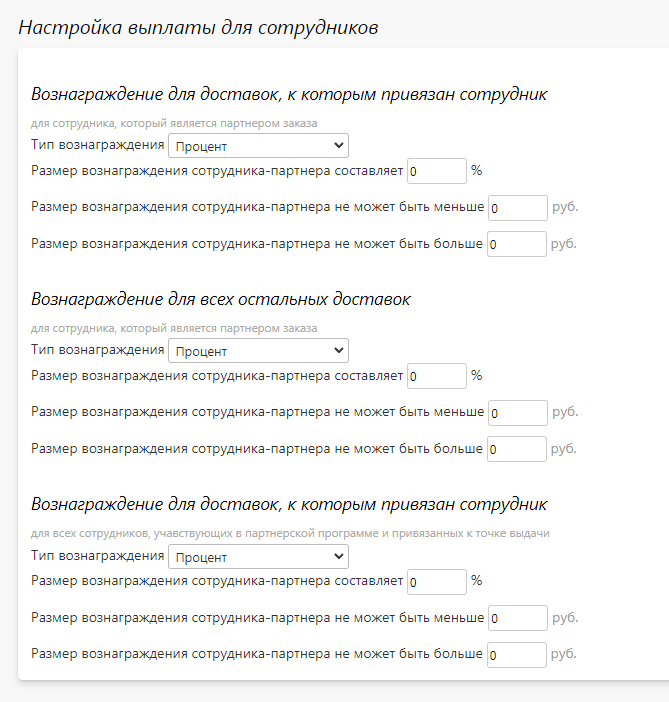 Настройка выплаты для сотрудников
Вознаграждение для доставок, к которым привязан сотрудник
для сотрудника, который является партнером заказа
Тип вознаграждения Процент
Размер вознаграждения сотрудника-партнера составляет 0 %
Размер вознаграждения сотрудника-партнера не может быть меньше 0 руб.
Размер вознаграждения сотрудника-партнера не может быть больше 0 руб.
Вознаграждение для всех остальных доставок
для сотрудника, который является партнером заказа
Тип вознаграждения Процент
Размер вознаграждения сотрудника-партнера составляет 0 %
Размер вознаграждения сотрудника-партнера не может быть меньше 0 руб.
Размер вознаграждения сотрудника-партнера не может быть больше 0 руб.
Вознаграждение для доставок, к которым привязан сотрудник
для всех сотрудников, учавствующих в партнерской программе и привязанных к точке выдачи
Тип вознаграждения Процент
Размер вознаграждения сотрудника-партнера составляет 0 %
Размер вознаграждения сотрудника-партнера не может быть меньше 0 руб.
Размер вознаграждения сотрудника-партнера не может быть больше 0 руб.